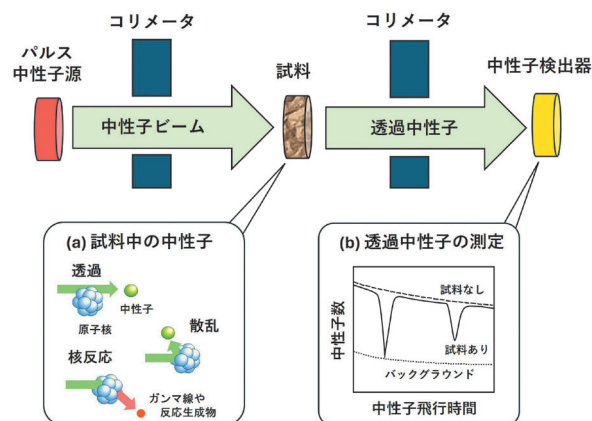 コリメータ
コリメータ
パルス
中性子源
試料
中性子検出器
中性子ビーム
透過中性子
(a) 試料中の中性子
透過
中性子
原子核
散乱
核反応
ガンマ線や
反応生成物
(b) 透過中性子の測定
中性子数
試料なし
試料あり
バックグラウンド
中性子飛行時間